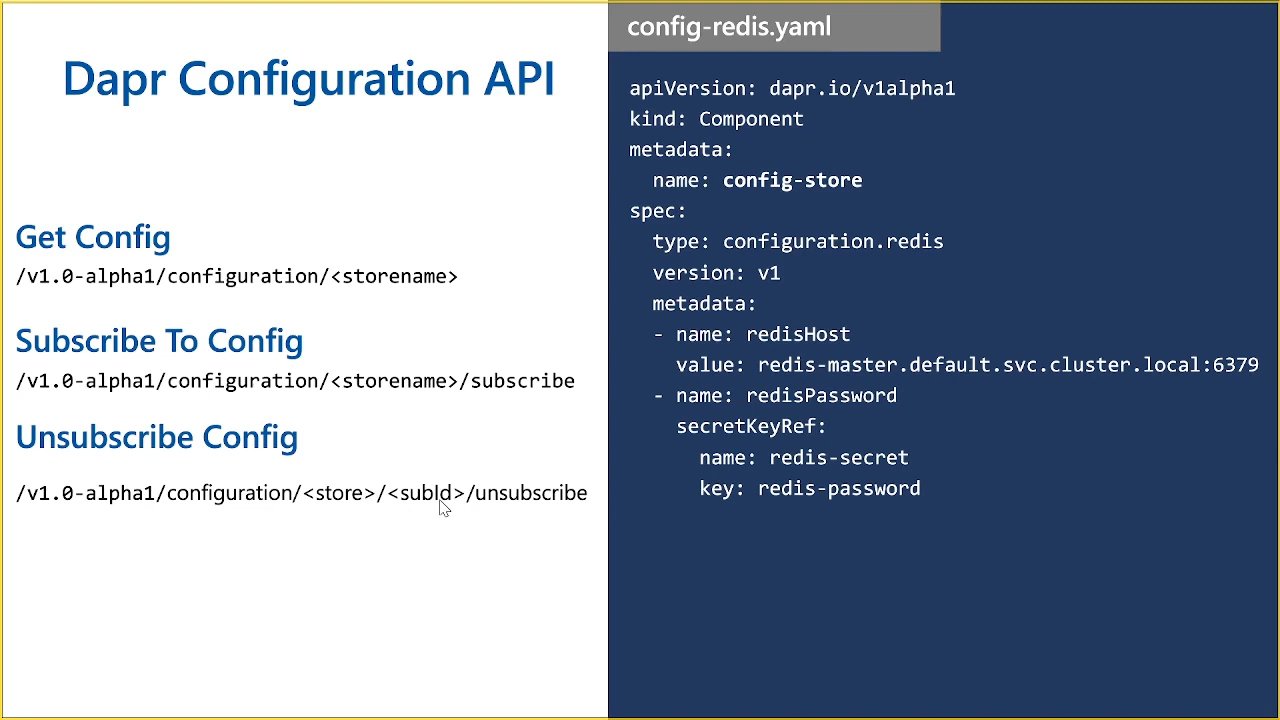 Dapr Configuration API
Get Config
/v1.0-alpha1/configuration/<storename>
Subscribe To Config
/v1.0-alpha1/configuration/<storename>/subscribe
Unsubscribe Config
/v1.0-alpha1/configuration/<store>/<subId>/unsubscribe
config-redis.yaml
apiVersion: dapr.io/v1alpha1
kind: Component
metadata:
  name: config-store
spec:
  type: configuration.redis
  version: v1
  metadata:
  - name: redisHost
    value: redis-master.default.svc.cluster.local:6379
  - name: redisPassword
    secretKeyRef:
      name: redis-secret
      key: redis-password